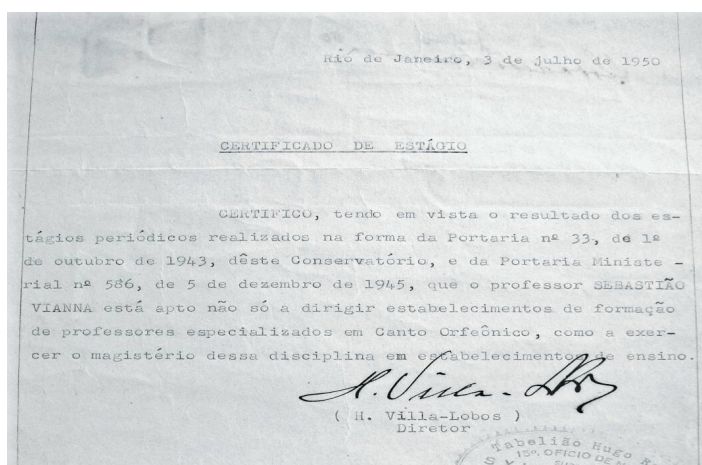 Rio de Janeiro, 3 de julho de 1950
CERTIFICADO DE ESTÁGIO
CERTIFICO, tendo em vista o resultado dos es-
tágios periódicos realizados na forma da Portaria nº 33, de 1º
de outubro de 1943, dêste Conservatório, e da Portaria Ministe -
rial nº 586, de 5 de dezembro de 1945, que o professor SEBASTIÃO
VIANNA está apto não só a dirigir estabelecimentos de formação
de professores especializados em Canto Orfeônico, como a exer-
cer o magistério dessa disciplina em estabelecimentos de ensino.
H. Villa-Lobos
( H. Villa-Lobos )
Diretor
Tabelião Hugo
15º. OFICIO DE